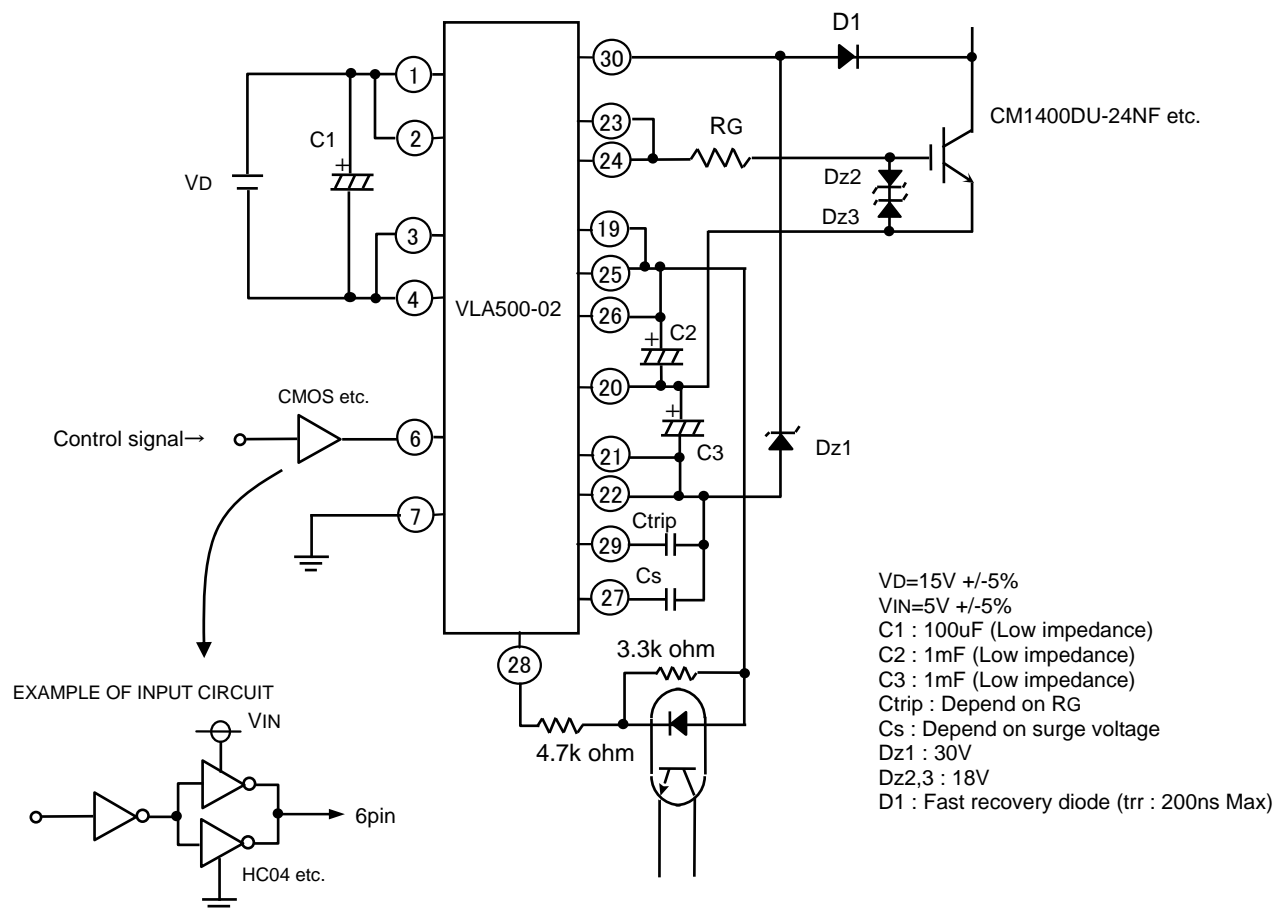 D1
30
1
CM1400DU-24NF etc.
23
RG
C1
2
24
+
Dz2
VD
Dz3
19
3
25
4
VLA500-02
26
+
C2
20
CMOS etc.
+
Control signal→
6
C3
Dz1
21
22
7
Ctrip
29
Cs
27
VD=15V +/-5%
VIN=5V +/-5%
C1 : 100uF (Low impedance)
C2 : 1mF (Low impedance)
C3 : 1mF (Low impedance)
Ctrip : Depend on RG
Cs : Depend on surge voltage
Dz1 : 30V
Dz2,3 : 18V
D1 : Fast recovery diode (trr : 200ns Max)
28
3.3k ohm
4.7k ohm
EXAMPLE OF INPUT CIRCUIT
VIN
6pin
HC04 etc.